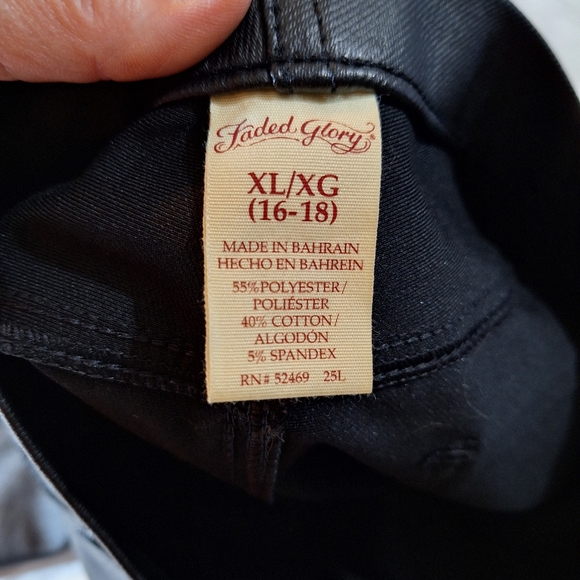 Faded Glory®
XL/XG
(16-18)
MADE IN BAHRAIN
HECHO EN BAHREIN
55%POLYESTER/
POLIÉSTER
40% COTTON/
ALGODÓN
5% SPANDEX
RN# 52469 25L